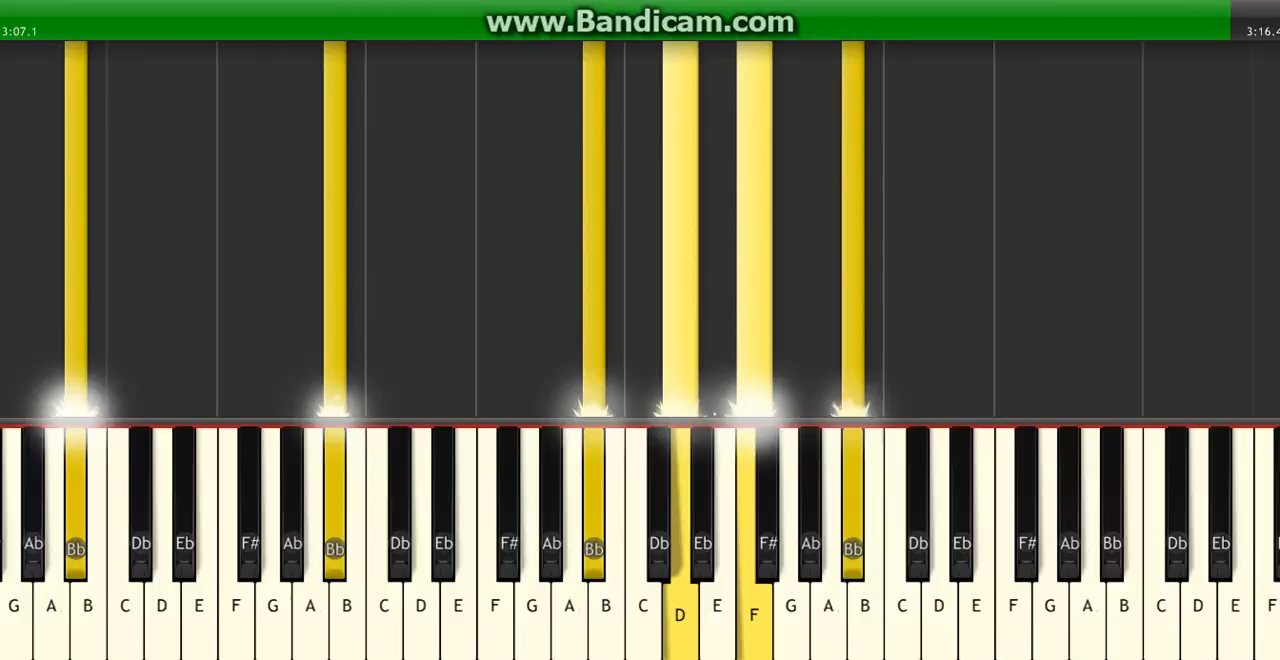 www.Bandicam.com
3:07.1 3:16.4
Ab Bb Db Eb F# Ab Bb Db Eb F# Ab Bb Db Eb F# Ab Bb Db Eb F# Ab Bb Db Eb
G A B C D E F G A B C D E F G A B C D E F G A B C D E F G A B C D E F